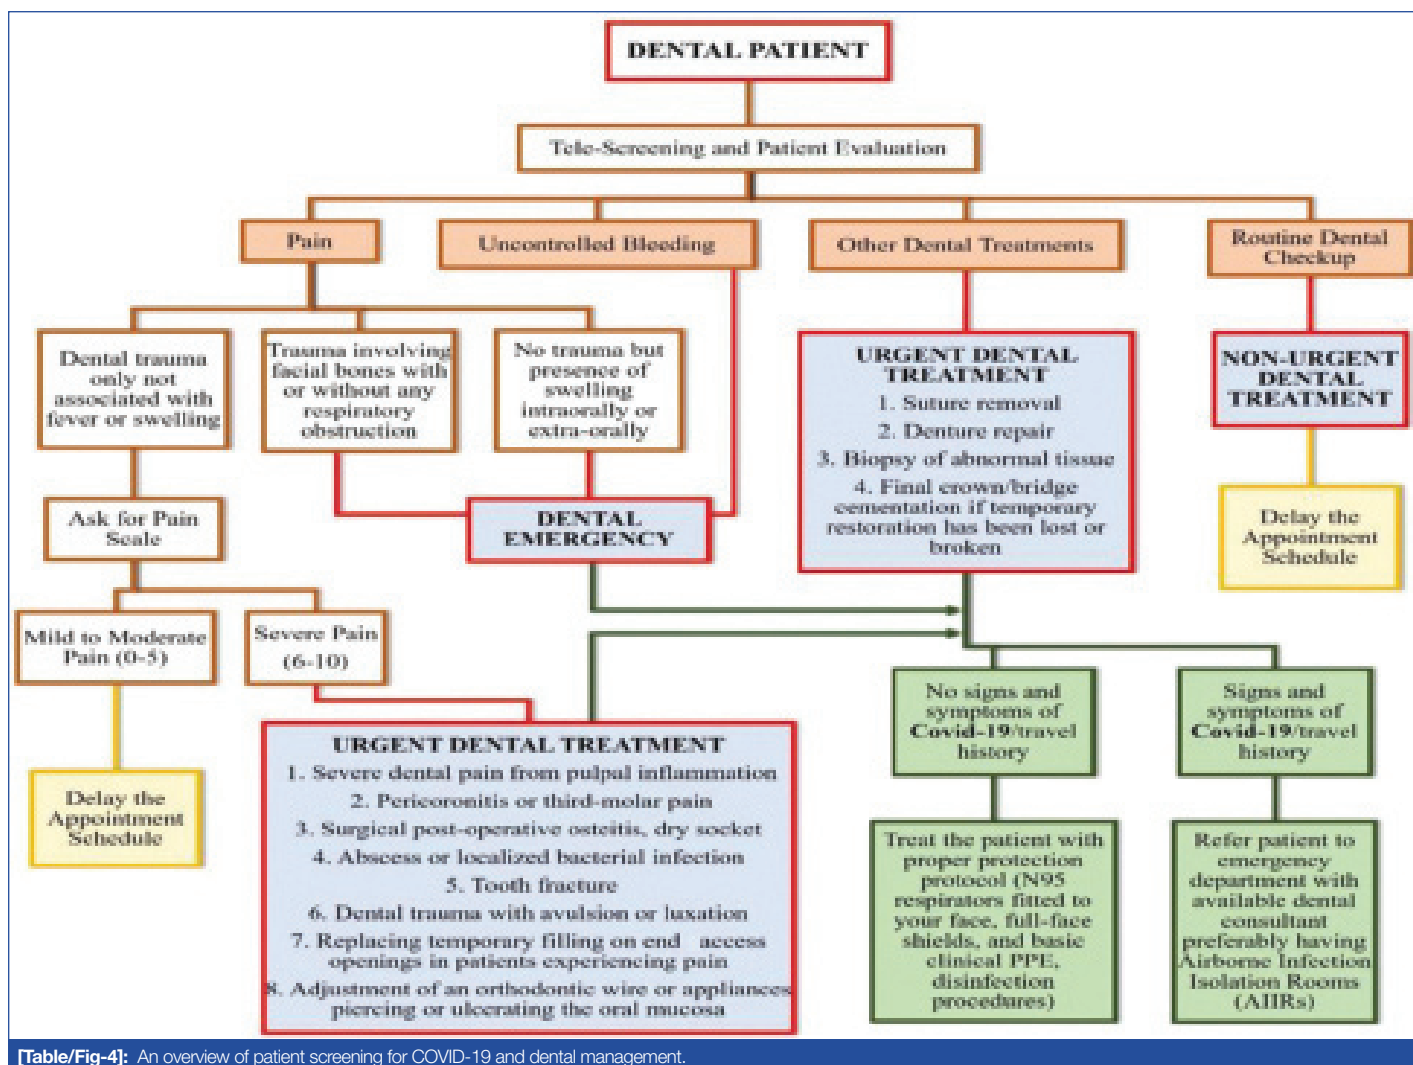 DENTAL PATIENT
Tele-Screening and Patient Evaluation
Pain
Uncontrolled Bleeding
Other Dental Treatments
Routine Dental
Checkup
Dental trauma
only not
associated with
fever or swelling
Trauma involving
facial bones with
or without any
respiratory
obstruction
No trauma but
presence of
swelling
intraorally or
extra-orally
URGENT DENTAL
TREATMENT
1. Suture removal
2. Denture repair
3. Biopsy of abnormal tissue
4. Final crown/bridge
cementation if temporary
restoration has been lost or
broken
NON-URGENT
DENTAL
TREATMENT
Ask for Pain
Scale
DENTAL
EMERGENCY
Delay the
Appointment
Schedule
Mild to Moderate
Pain (0-5)
Severe Pain
(6-10)
No signs and
symptoms of
Covid-19/travel
history
Signs and
symptoms of
Covid-19/travel
history
Delay the
Appointment
Schedule
URGENT DENTAL TREATMENT
1. Severe dental pain from pulpal inflammation
2. Pericoronitis or third-molar pain
3. Surgical post-operative osteitis, dry socket
4. Abscess or localized bacterial infection
5. Tooth fracture
6. Dental trauma with avulsion or luxation
7. Replacing temporary filling on end access
openings in patients experiencing pain
8. Adjustment of an orthodontic wire or appliances
piercing or ulcerating the oral mucosa
Treat the patient with
proper protection
protocol (N95
respirators fitted to
your face, full-face
shields, and basic
clinical PPE,
disinfection
procedures)
Refer patient to
emergency
department with
available dental
consultant
preferably having
Airborne Infection
Isolation Rooms
(AIIRs)
[Table/Fig-4]: An overview of patient screening for COVID-19 and dental management.